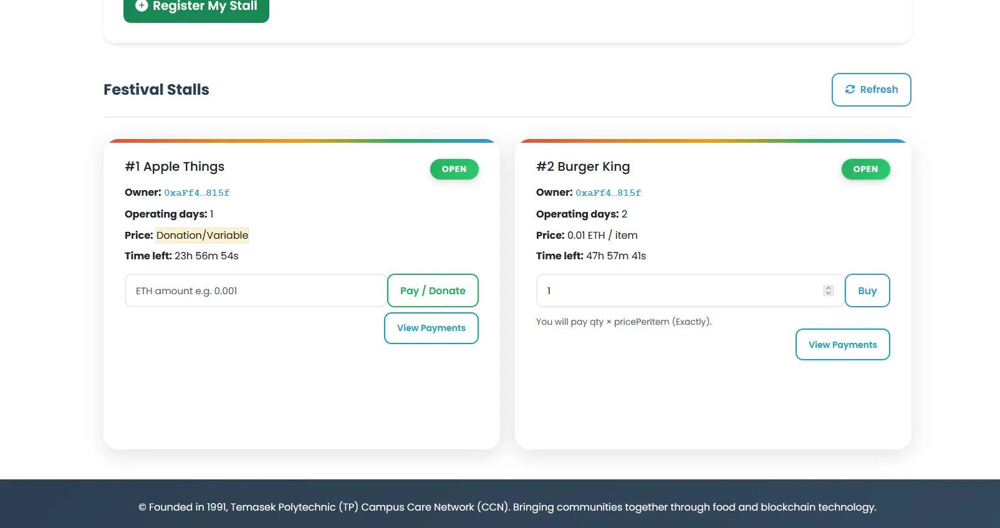 Register My Stall
Festival Stalls
Refresh
#1 Apple Things
OPEN
Owner: 0xaFf4…815f
Operating days: 1
Price: Donation/Variable
Time left: 23h 56m 54s
ETH amount e.g. 0.001
Pay / Donate
View Payments
#2 Burger King
OPEN
Owner: 0xaFf4…815f
Operating days: 2
Price: 0.01 ETH / item
Time left: 47h 57m 41s
1
Buy
You will pay qty × pricePerItem (Exactly).
View Payments
© Founded in 1991, Temasek Polytechnic (TP) Campus Care Network (CCN). Bringing communities together through food and blockchain technology.